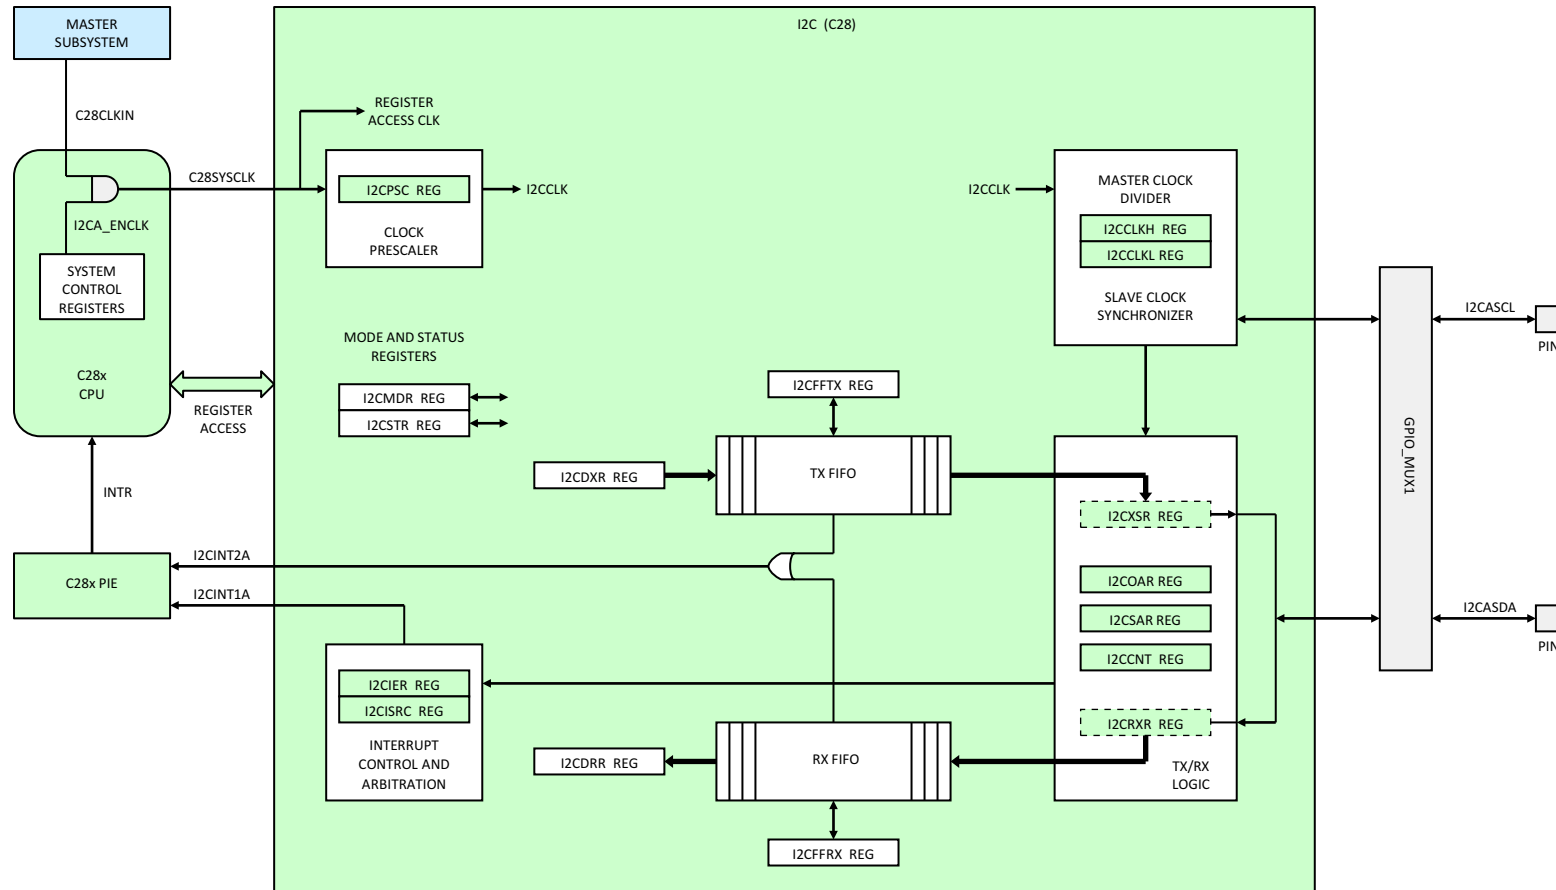 MASTER
SUBSYSTEM
I2C (C28)
C28CLKIN
REGISTER
ACCESS CLK
C28SYSCLK
I2CPSC REG
I2CCLK
CLOCK
PRESCALER
I2CCLK
MASTER CLOCK
DIVIDER
I2CCLKH REG
I2CCLKL REG
SLAVE CLOCK
SYNCHRONIZER
I2CA_ENCLK
SYSTEM
CONTROL
REGISTERS
C28x
CPU
REGISTER
ACCESS
MODE AND STATUS
REGISTERS
I2CMDR REG
I2CSTR REG
I2CFFTX REG
I2CDXR REG
TX FIFO
I2CXSR REG
I2COAR REG
I2CSAR REG
I2CCNT REG
I2CRXR REG
TX/RX
LOGIC
GPIO_MUX1
I2CASCL
PIN
I2CASDA
PIN
INTR
C28x PIE
I2CINT2A
I2CINT1A
I2CIER REG
I2CISRC REG
INTERRUPT
CONTROL AND
ARBITRATION
I2CDRR REG
RX FIFO
I2CFFRX REG